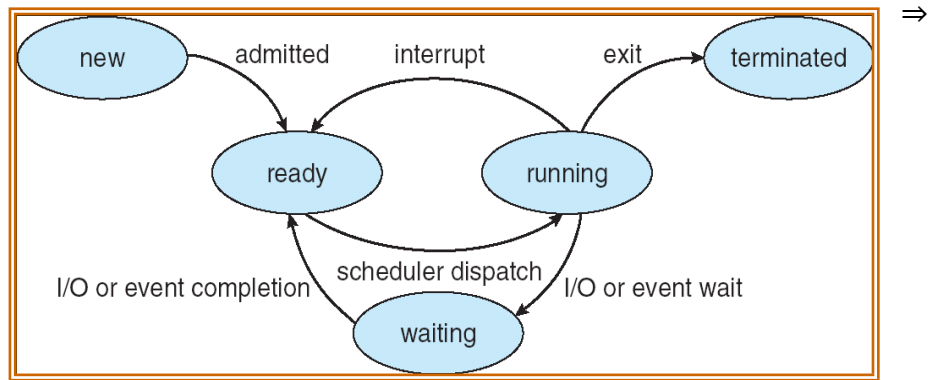 ⇒
new admitted interrupt exit terminated
ready running
scheduler dispatch
I/O or event completion I/O or event wait
waiting